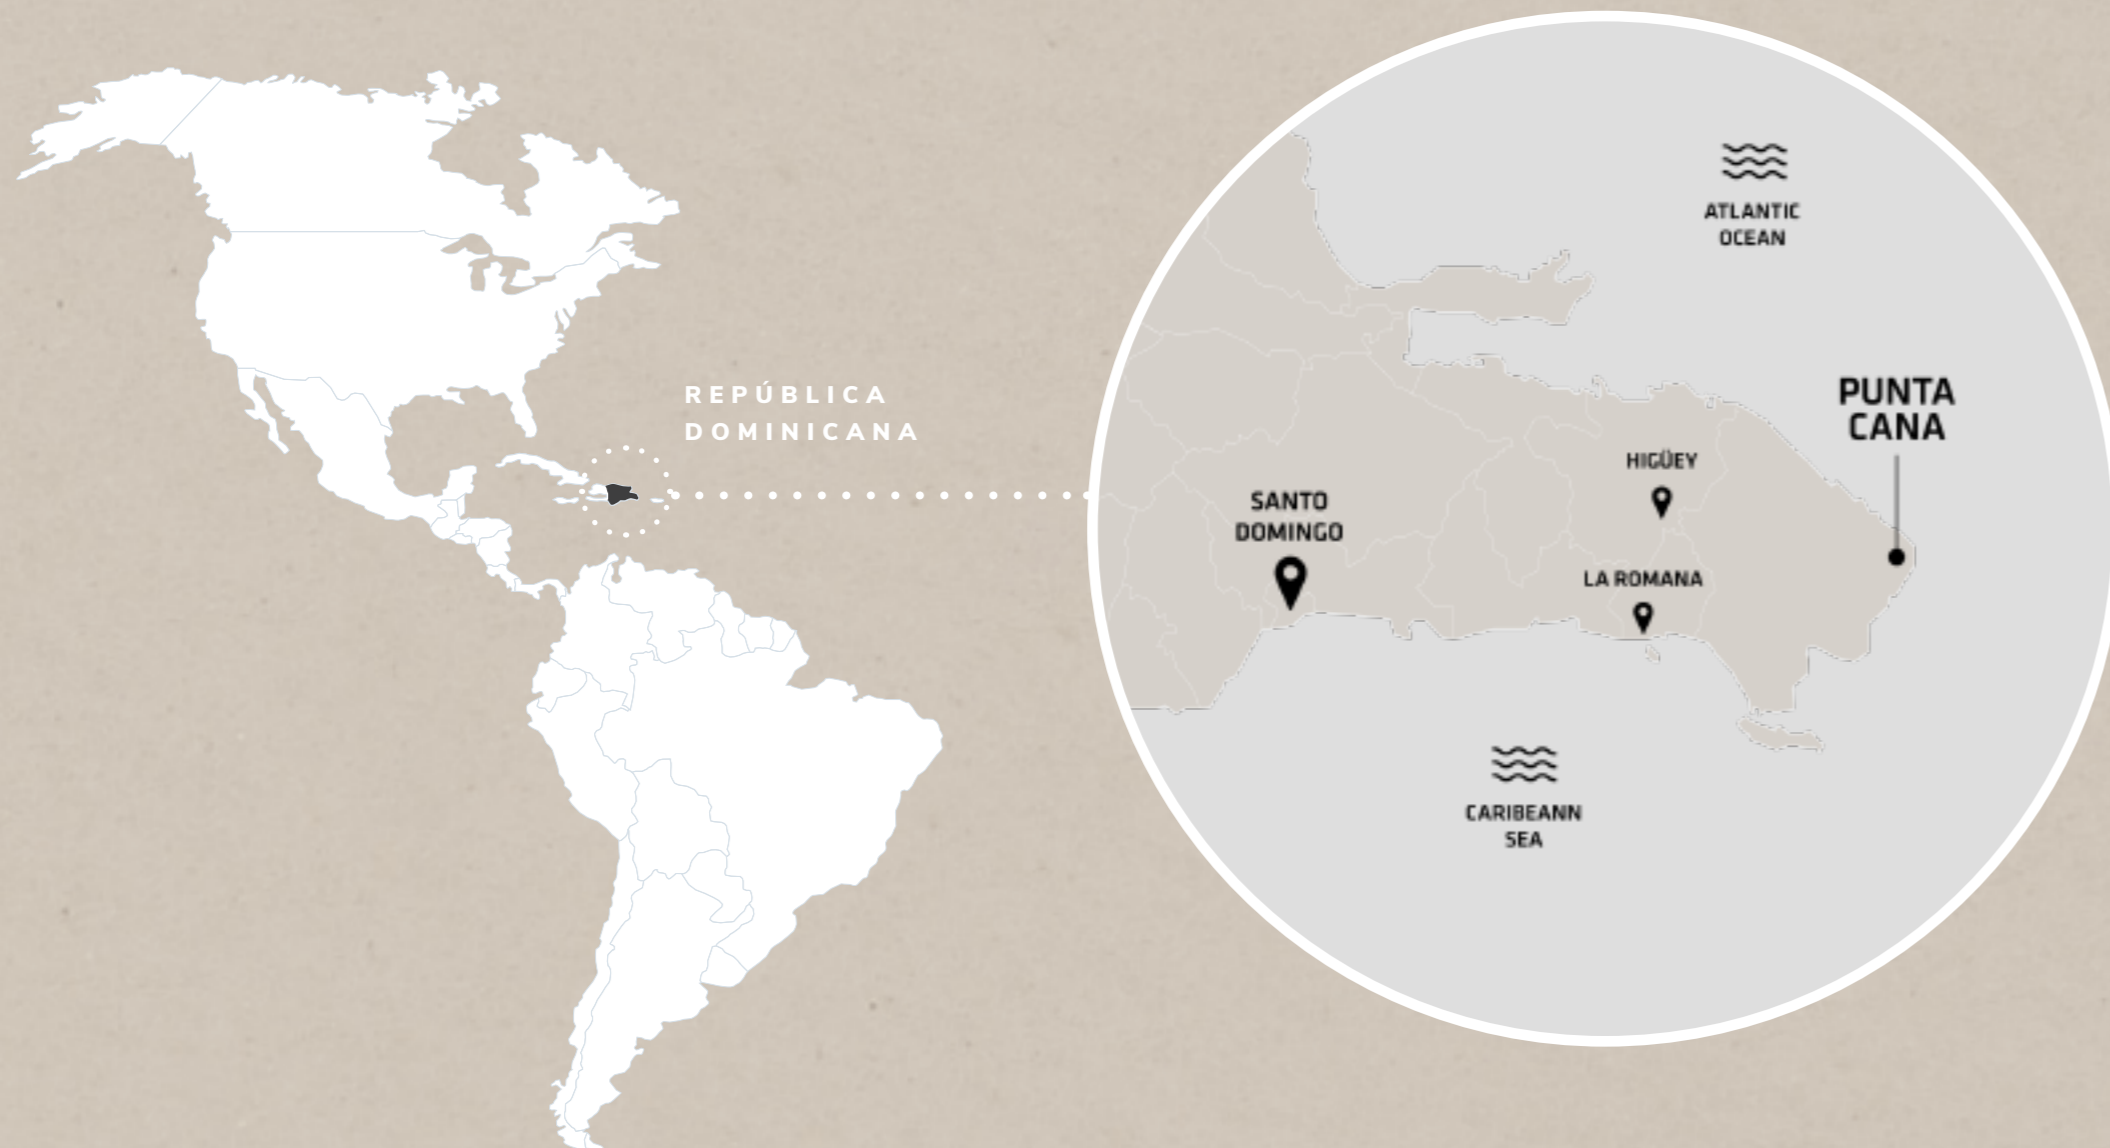 REPÚBLICA
DOMINICANA
ATLANTIC
OCEAN
PUNTA
CANA
HIGÜEY
SANTO
DOMINGO
LA ROMANA
CARIBEANN
SEA